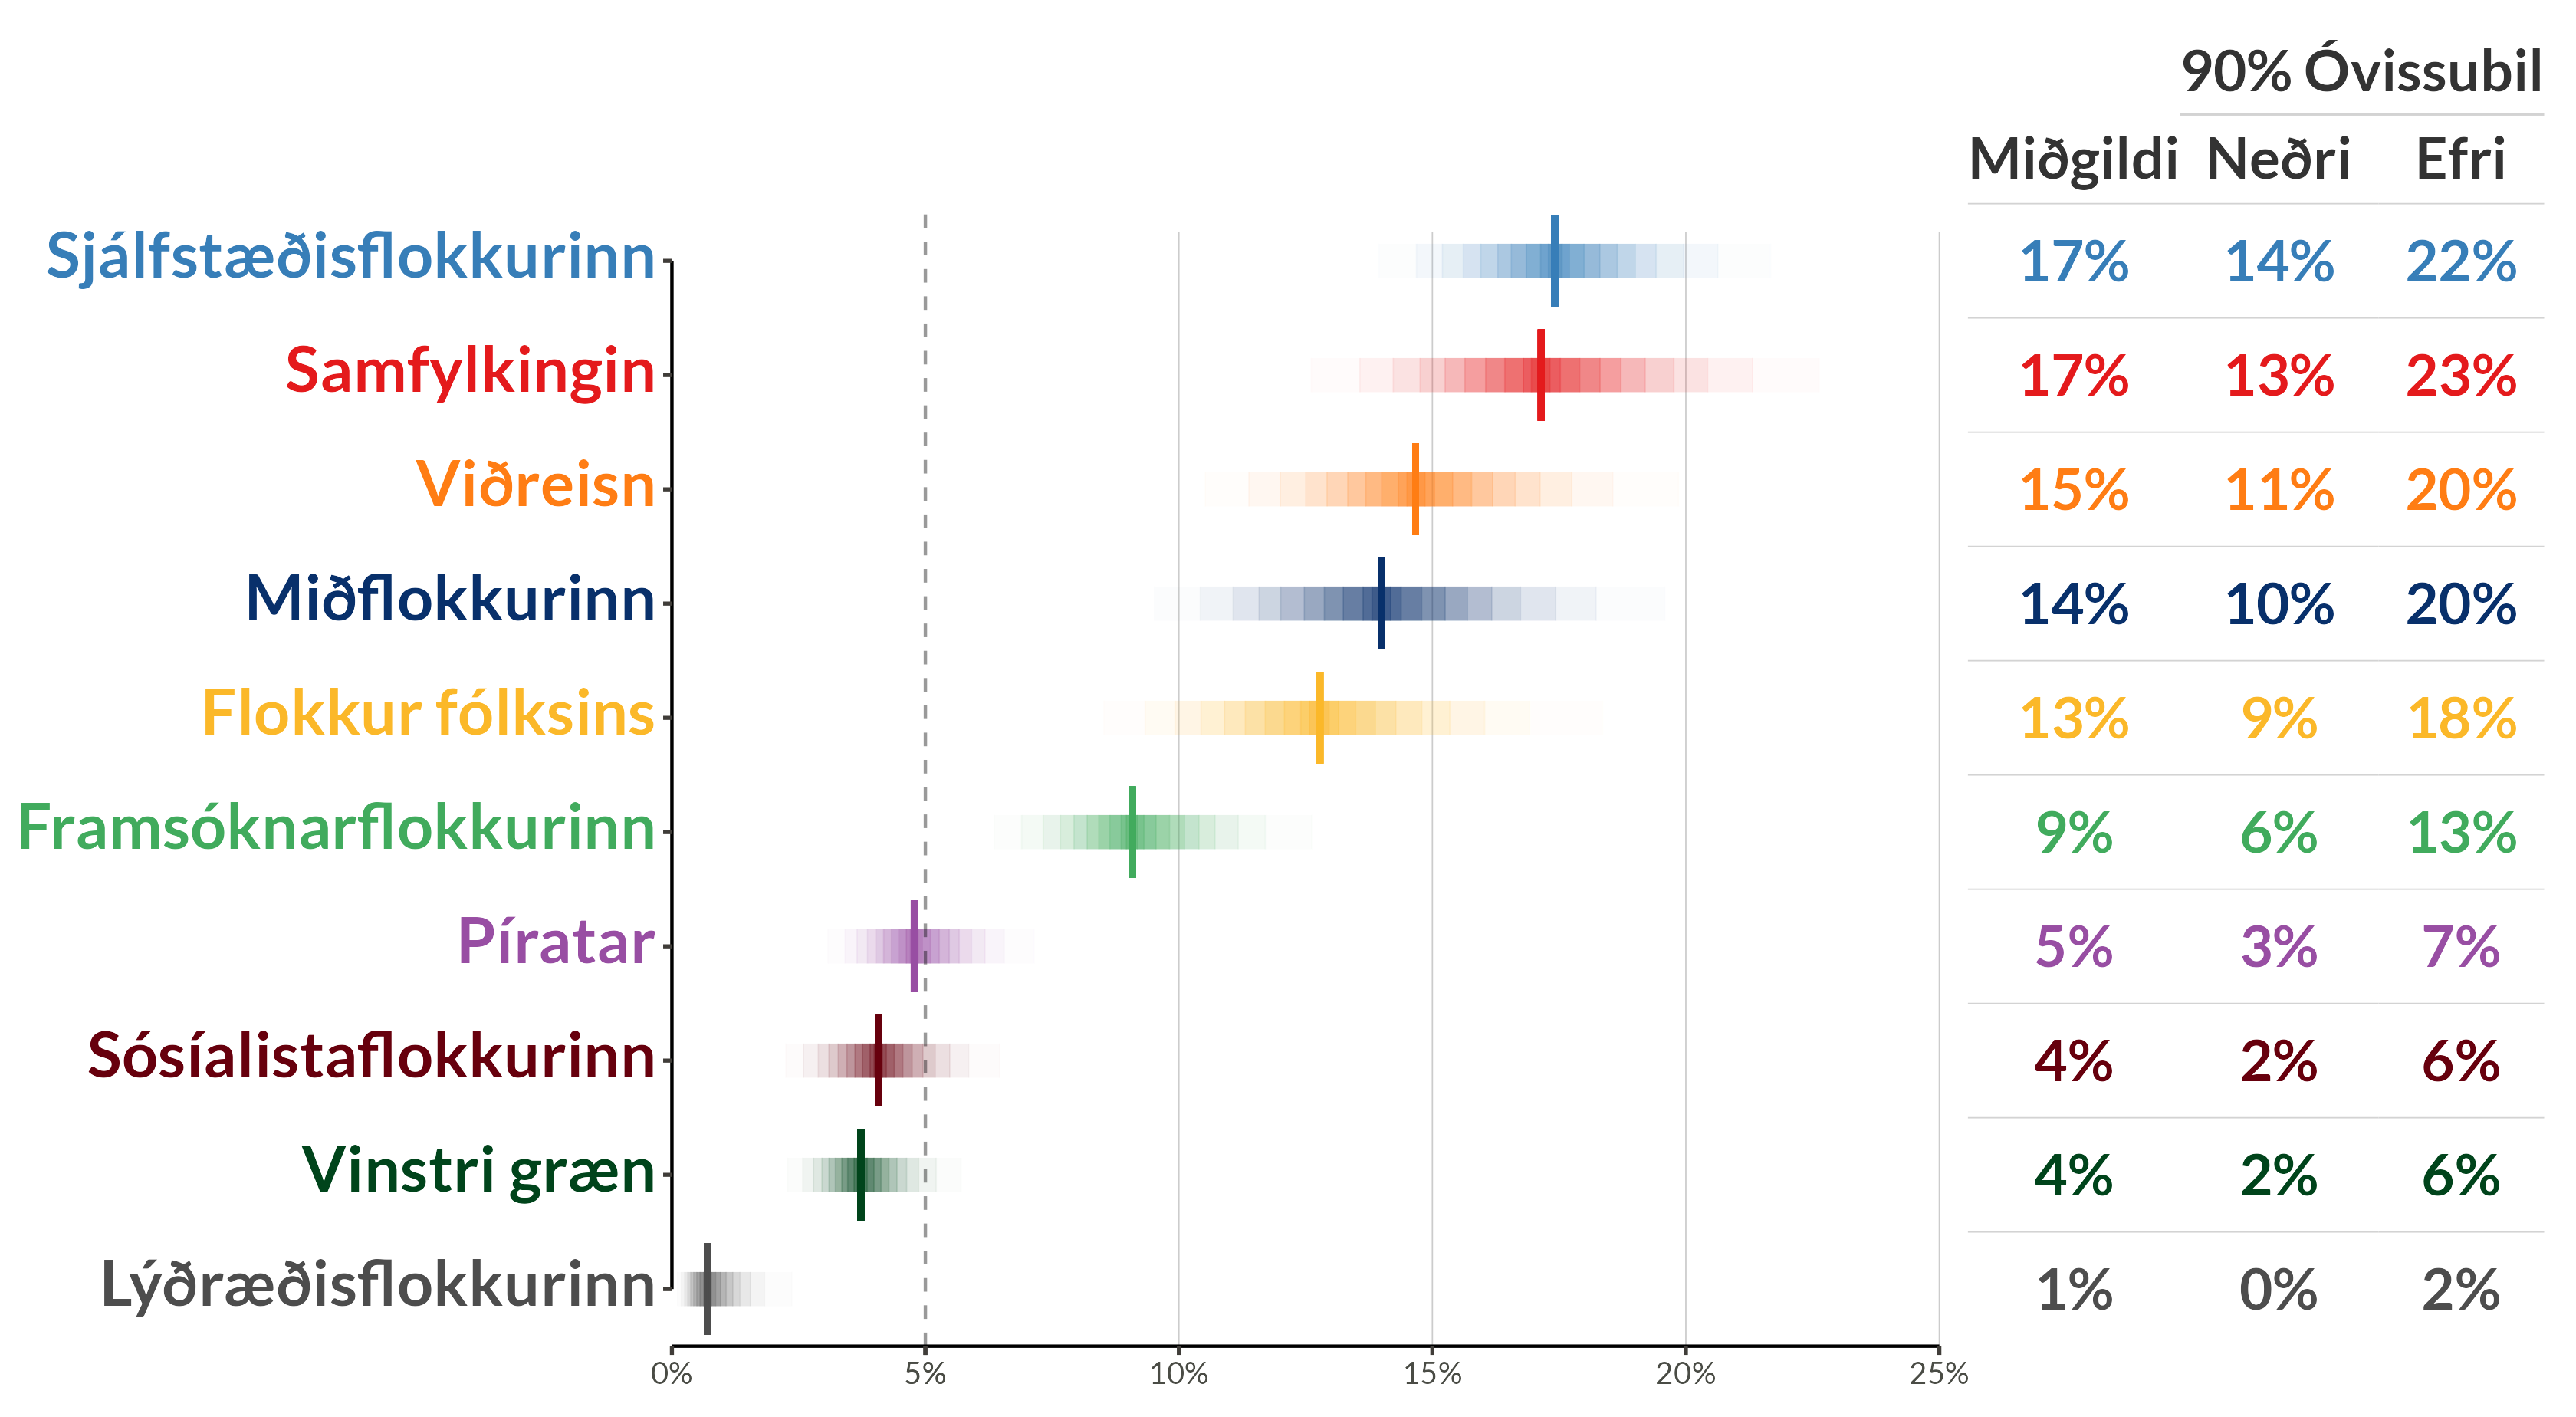 90% Óvissubil
Miðgildi Neðri Efri
Sjálfstæðisflokkurinn 17% 14% 22%
Samfylkingin 17% 13% 23%
Viðreisn 15% 11% 20%
Miðflokkurinn 14% 10% 20%
Flokkur fólksins 13% 9% 18%
Framsóknarflokkurinn 9% 6% 13%
Píratar 5% 3% 7%
Sósíalistaflokkurinn 4% 2% 6%
Vinstri græn 4% 2% 6%
Lýðræðisflokkurinn 1% 0% 2%
0% 5% 10% 15% 20% 25%